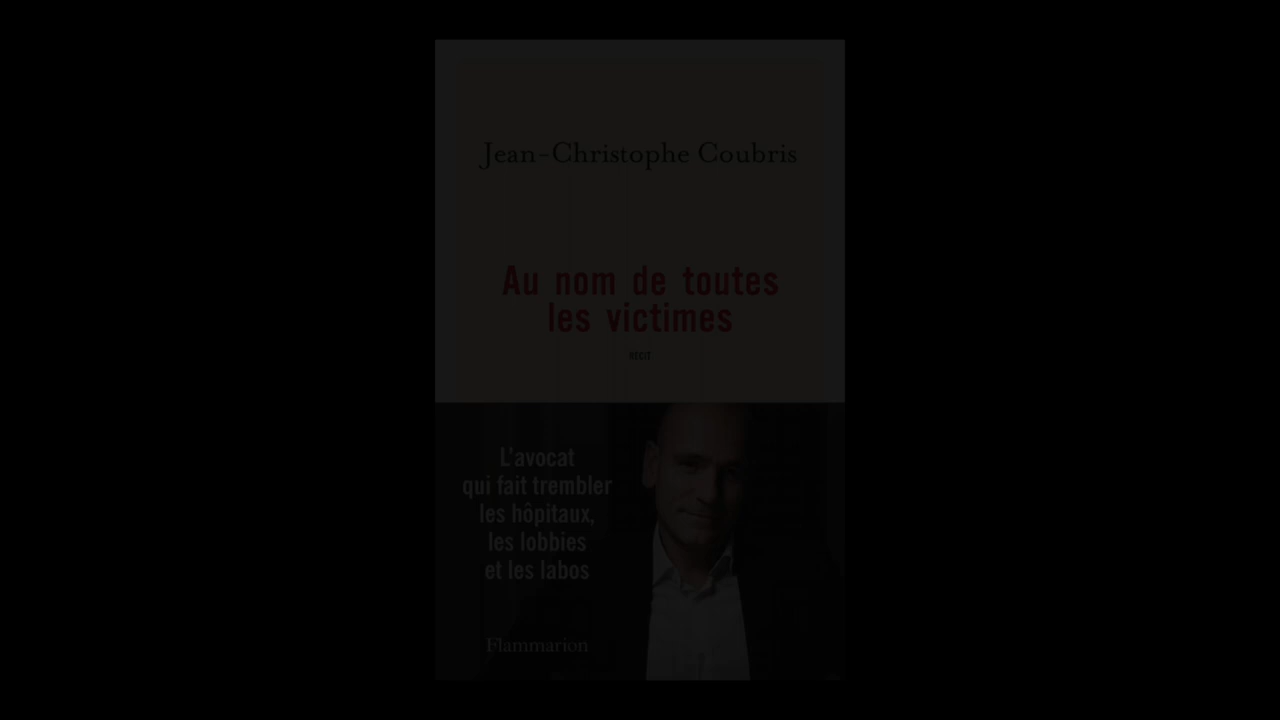 Jean-Christophe Coubris
Au nom de toutes
les victimes
RÉCIT
L'avocat
qui fait trembler
les hôpitaux,
les lobbies
et les labos
Flammarion